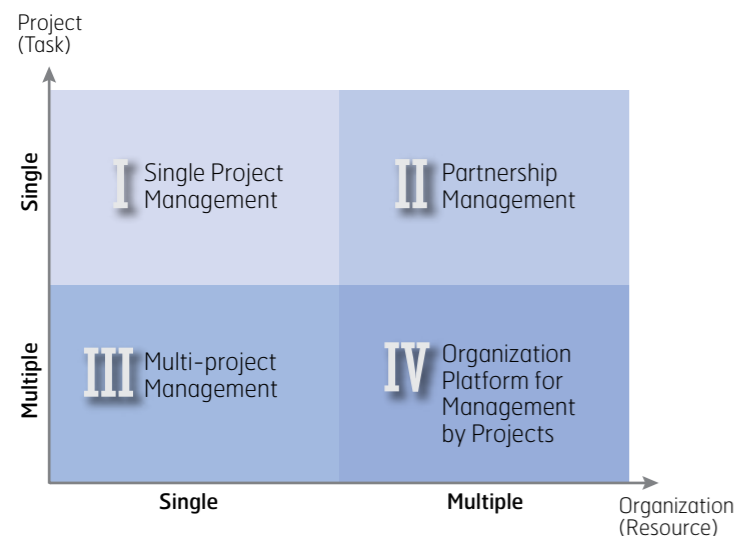 Project
(Task)
Single
I
Single Project
Management
II
Partnership
Management
Multiple
III
Multi-project
Management
IV
Organization
Platform for
Management
by Projects
Single
Multiple
Organization
(Resource)